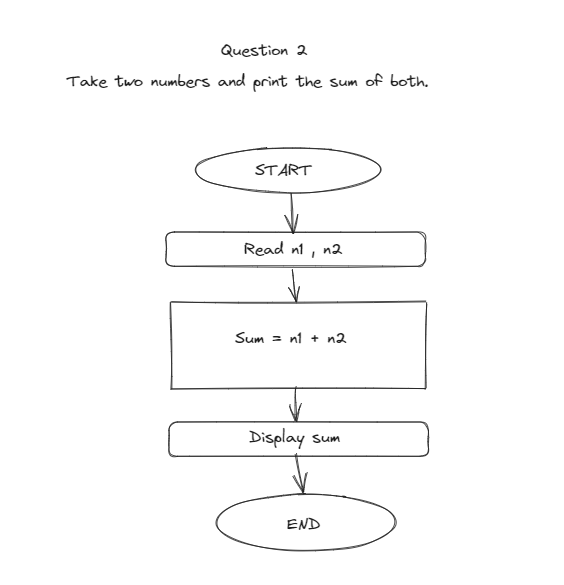 Question 2
Take two numbers and print the sum of both.
START
Read n1 , n2
Sum = n1 + n2
Display sum
END